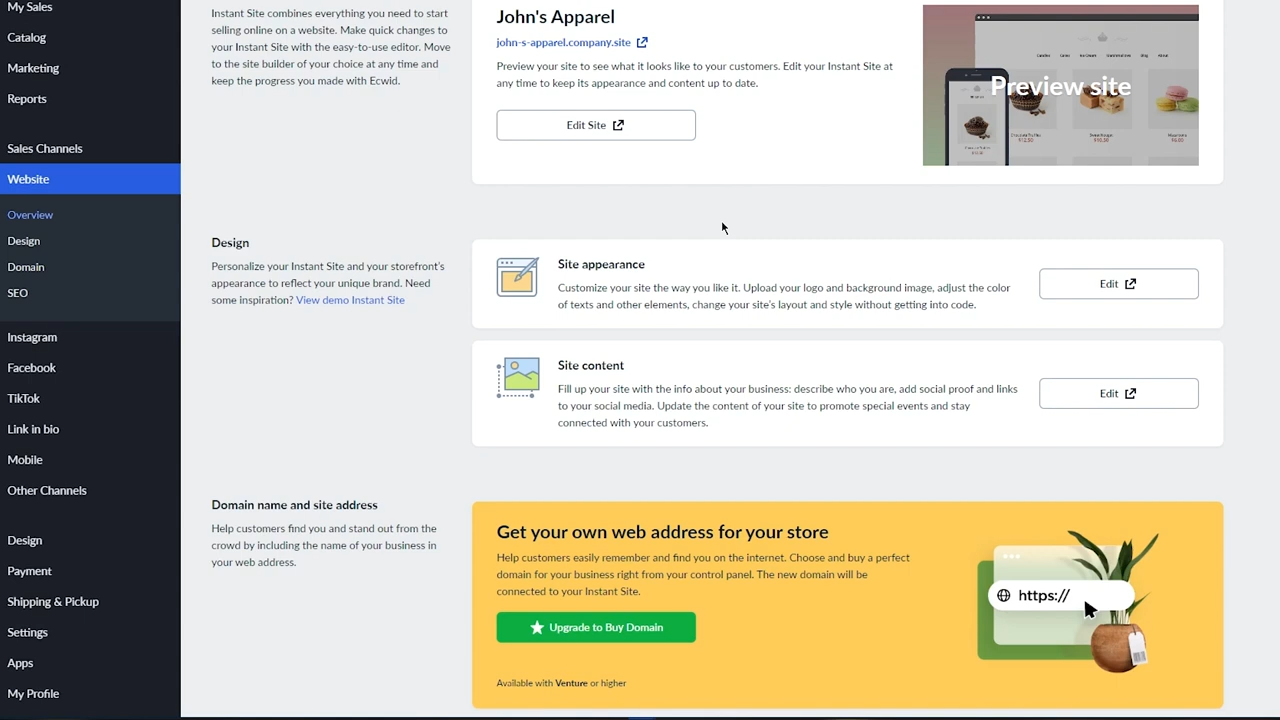 My Sales
Catalog
Marketing
Reports
Sales Channels
Website
Overview
Design
Domain
SEO
Instagram
Facebook
TikTok
Link in bio
Mobile
Other Channels
Design
Payment
Shipping & Pickup
Settings
Apps
My Profile
Instant Site combines everything you need to start
selling online on a website. Make quick changes to
your Instant Site with the easy-to-use editor. Move
to the site builder of your choice at any time and
keep the progress you made with Ecwid.
John's Apparel
john-s-apparel.company.site
Preview your site to see what it looks like to your customers. Edit your Instant Site at
any time to keep its appearance and content up to date.
Edit Site
Preview site
Design
Personalize your Instant Site and your storefront's
appearance to reflect your unique brand. Need
some inspiration? View demo Instant Site
Site appearance
Customize your site the way you like it. Upload your logo and background image, adjust the color
of texts and other elements, change your site's layout and style without getting into code.
Edit
Site content
Fill up your site with the info about your business: describe who you are, add social proof and links
to your social media. Update the content of your site to promote special events and stay
connected with your customers.
Edit
Domain name and site address
Help customers find you and stand out from the
crowd by including the name of your business in
your web address.
Get your own web address for your store
Help customers easily remember and find you on the internet. Choose and buy a perfect
domain for your business right from your control panel. The new domain will be
connected to your Instant Site.
Upgrade to Buy Domain
Available with Venture or higher
https://